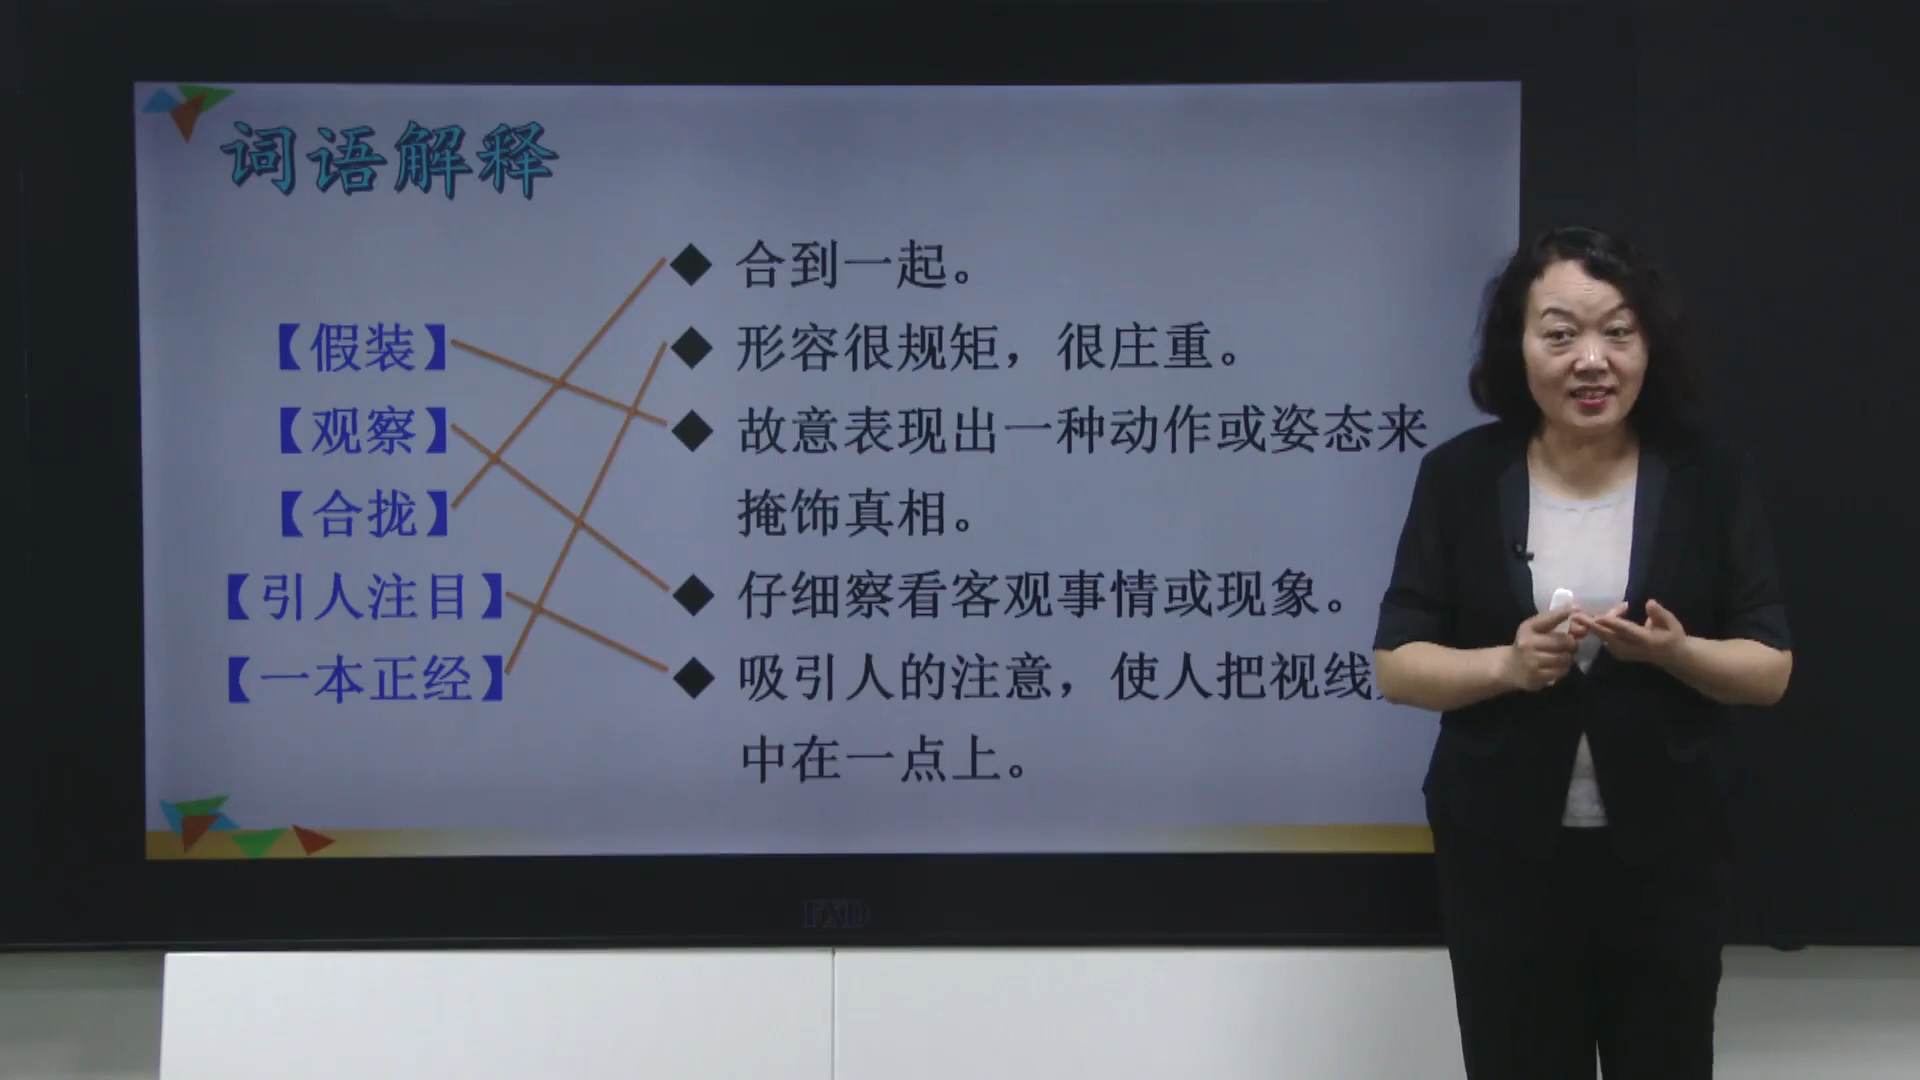 词语解释
◆ 合到一起。
【假装】 ◆ 形容很规矩，很庄重。
【观察】 ◆ 故意表现出一种动作或姿态来
【合拢】 掩饰真相。
【引人注目】 ◆ 仔细察看客观事情或现象。
【一本正经】 ◆ 吸引人的注意，使人把视线
中在一点上。
FXD